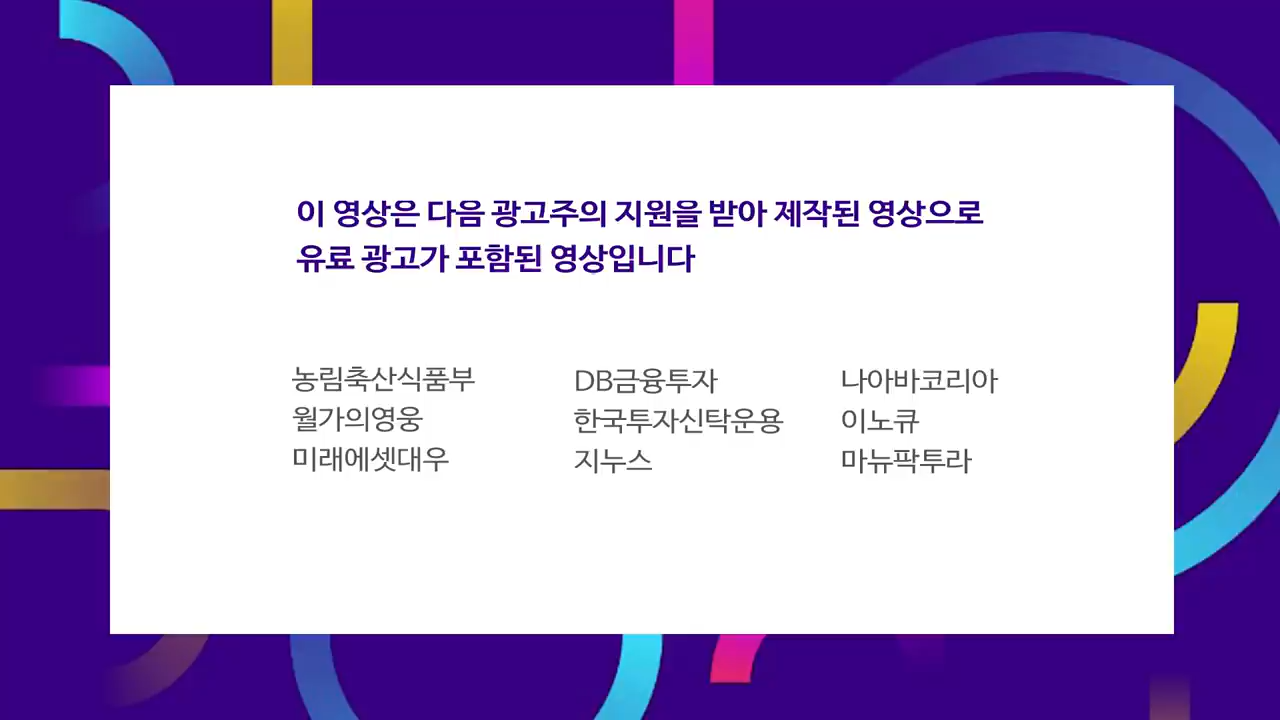 이 영상은 다음 광고주의 지원을 받아 제작된 영상으로
유료 광고가 포함된 영상입니다
농림축산식품부
월가의영웅
미래에셋대우
DB금융투자
한국투자신탁운용
지누스
나아바코리아
이노큐
마뉴팍투라